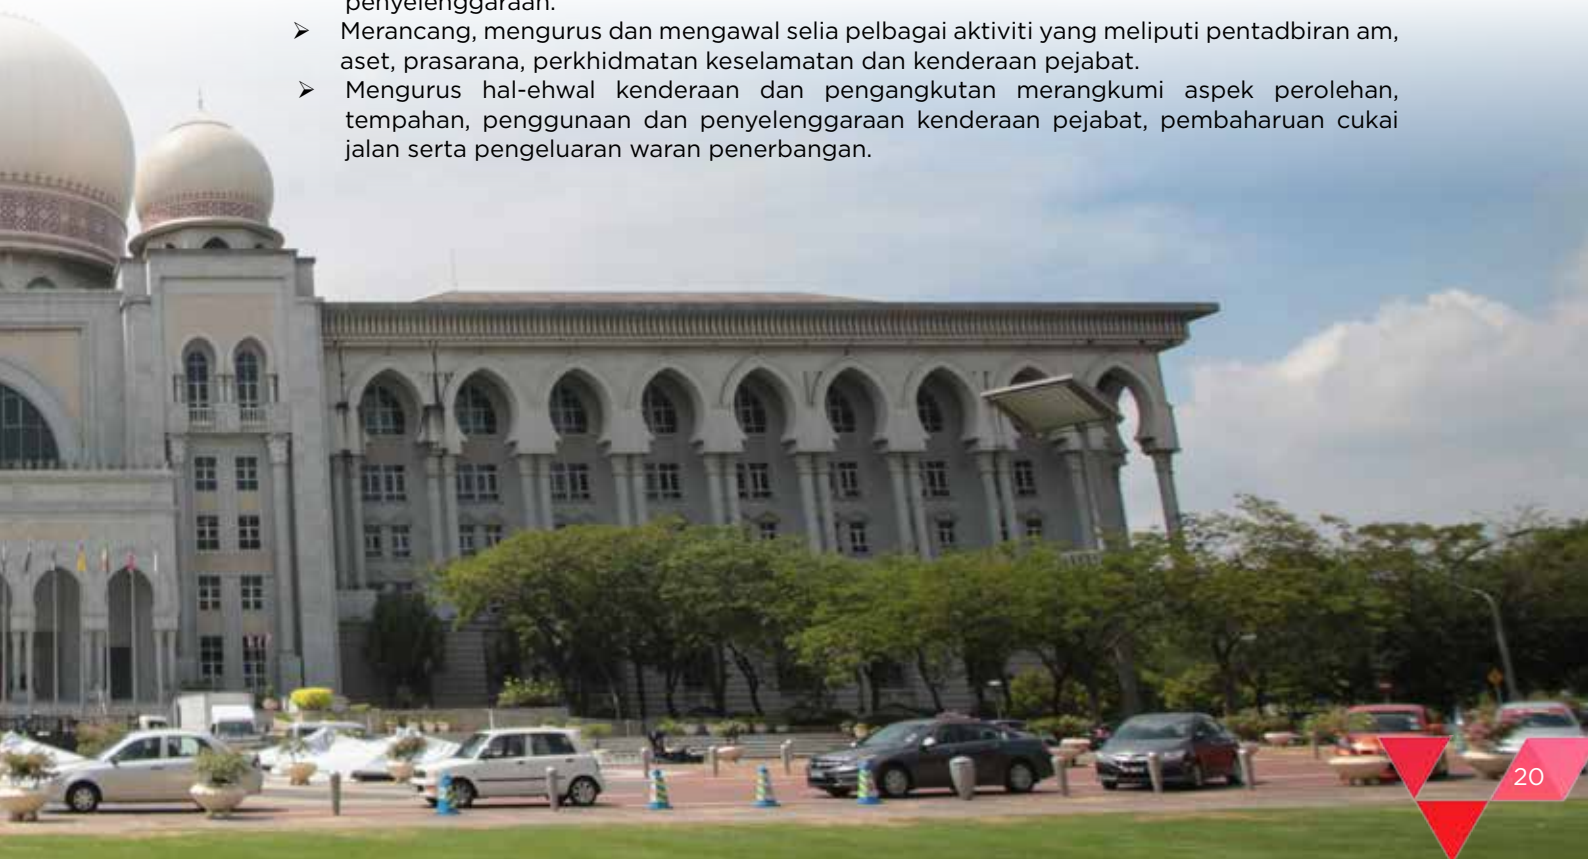 penyelenggaraan.
➢ Merancang, mengurus dan mengawal selia pelbagai aktiviti yang meliputi pentadbiran am,
aset, prasarana, perkhidmatan keselamatan dan kenderaan pejabat.
➢ Mengurus hal-ehwal kenderaan dan pengangkutan merangkumi aspek perolehan,
tempahan, penggunaan dan penyelenggaraan kenderaan pejabat, pembaharuan cukai
jalan serta pengeluaran waran penerbangan.
20